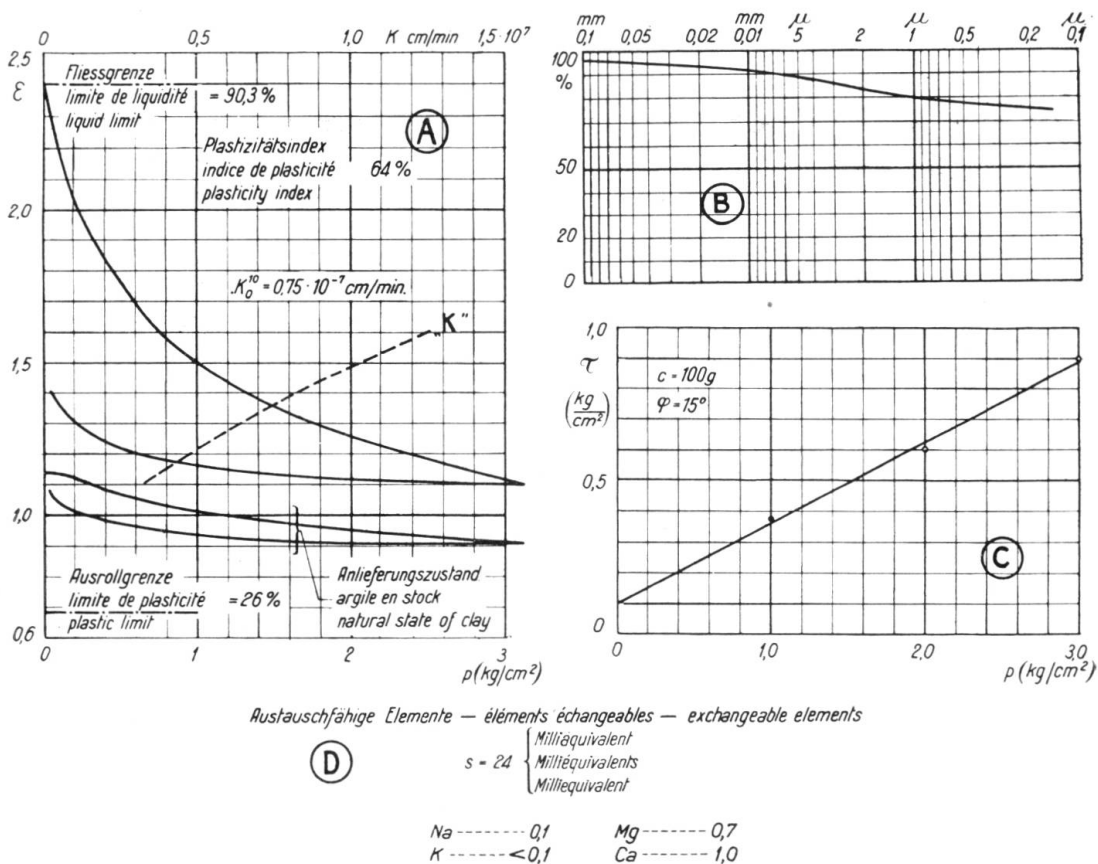 0 0,5 1,0 K cm/min 1,5·10⁷
2,5
ε
2,0
1,5
1,0
0,6
Fliessgrenze
limite de liquidité = 90,3 %
liquid limit
A
Plastizitätsindex
indice de plasticité 64 %
plasticity index
K₀¹⁰ = 0,75 · 10⁻⁷ cm/min.
„K"
Ausrollgrenze
limite de plasticité = 26 %
plastic limit
Anlieferungszustand
argile en stock
natural state of clay
0 1 2 3
p (kg/cm²)
mm mm μ μ μ
0,1 0,05 0,02 0,01 5 2 1 0,5 0,2 0,1
100
%
50
20
0
B
1,0
τ
(kg/cm²)
0,5
0
c = 100g
φ = 15°
C
0 1,0 2,0 3,0
p (kg/cm²)
Austauschfähige Elemente — éléments échangeables — exchangeable elements
D
Milliäquivalent
s = 24 { Milliéquivalents
Milliequivalent
Na ------- 0,1 Mg ------- 0,7
K ------- < 0,1 Ca ------- 1,0